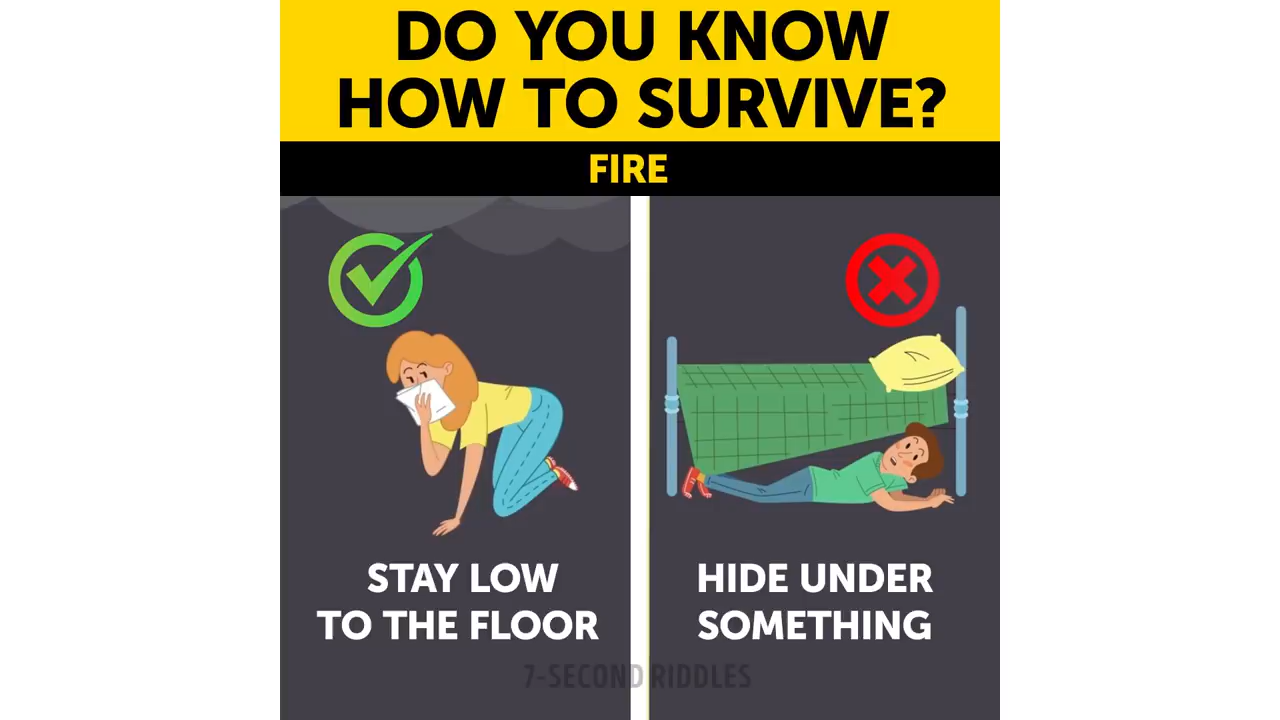 DO YOU KNOW
HOW TO SURVIVE?
FIRE
STAY LOW
TO THE FLOOR
HIDE UNDER
SOMETHING
7-SECOND RIDDLES